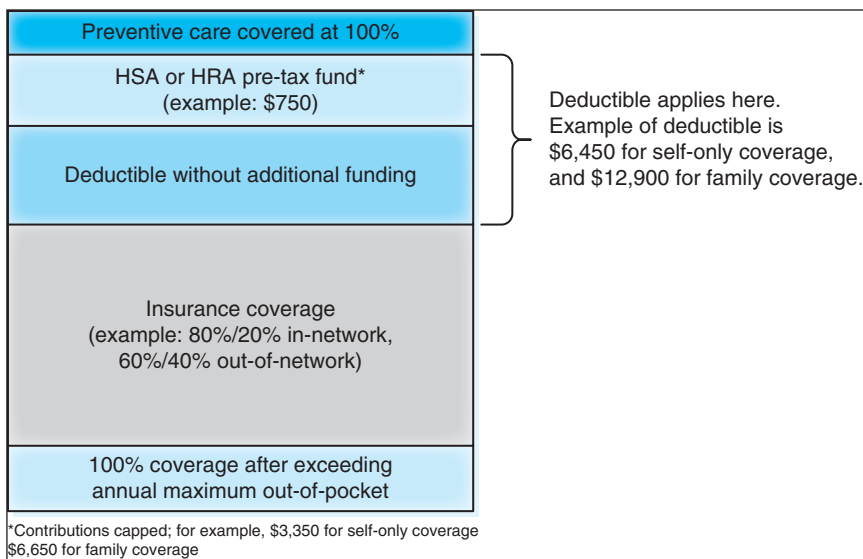 Preventive care covered at 100%
HSA or HRA pre-tax fund*
(example: $750)
Deductible applies here.
Example of deductible is
$6,450 for self-only coverage,
and $12,900 for family coverage.
Deductible without additional funding
Insurance coverage
(example: 80%/20% in-network,
60%/40% out-of-network)
100% coverage after exceeding
annual maximum out-of-pocket
*Contributions capped; for example, $3,350 for self-only coverage
$6,650 for family coverage